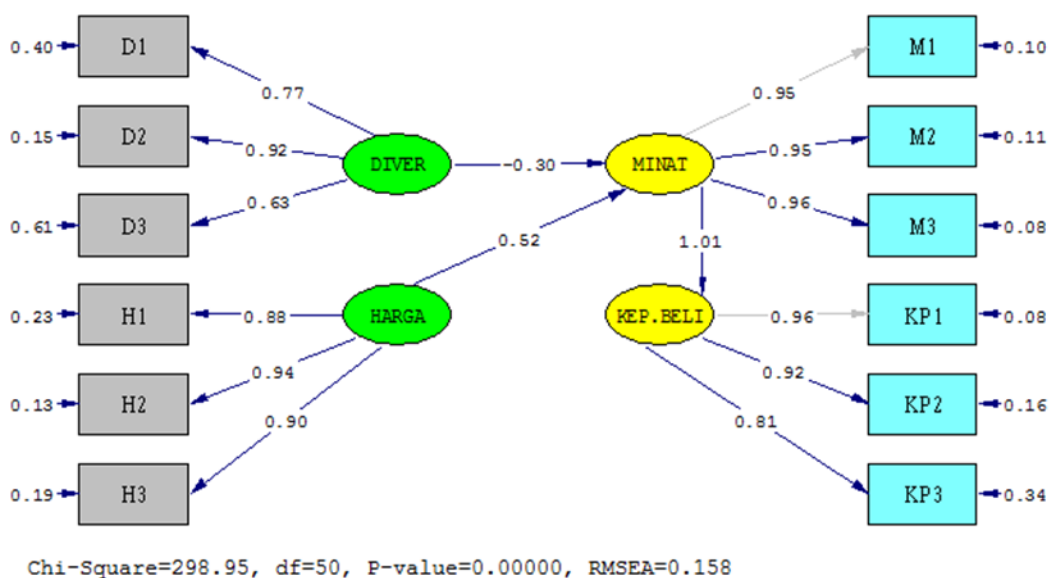 0.40 D1 0.77 0.95 M1 0.10
0.15 D2 0.92 DIVER -0.30 MINAT 0.95 M2 0.11
0.61 D3 0.63 0.52 0.96 M3 0.08
1.01
0.23 H1 0.88 HARGA KEP.BELI 0.96 KP1 0.08
0.13 H2 0.94 0.92 KP2 0.16
0.90 0.81
0.19 H3 KP3 0.34
Chi-Square=298.95, df=50, P-value=0.00000, RMSEA=0.158